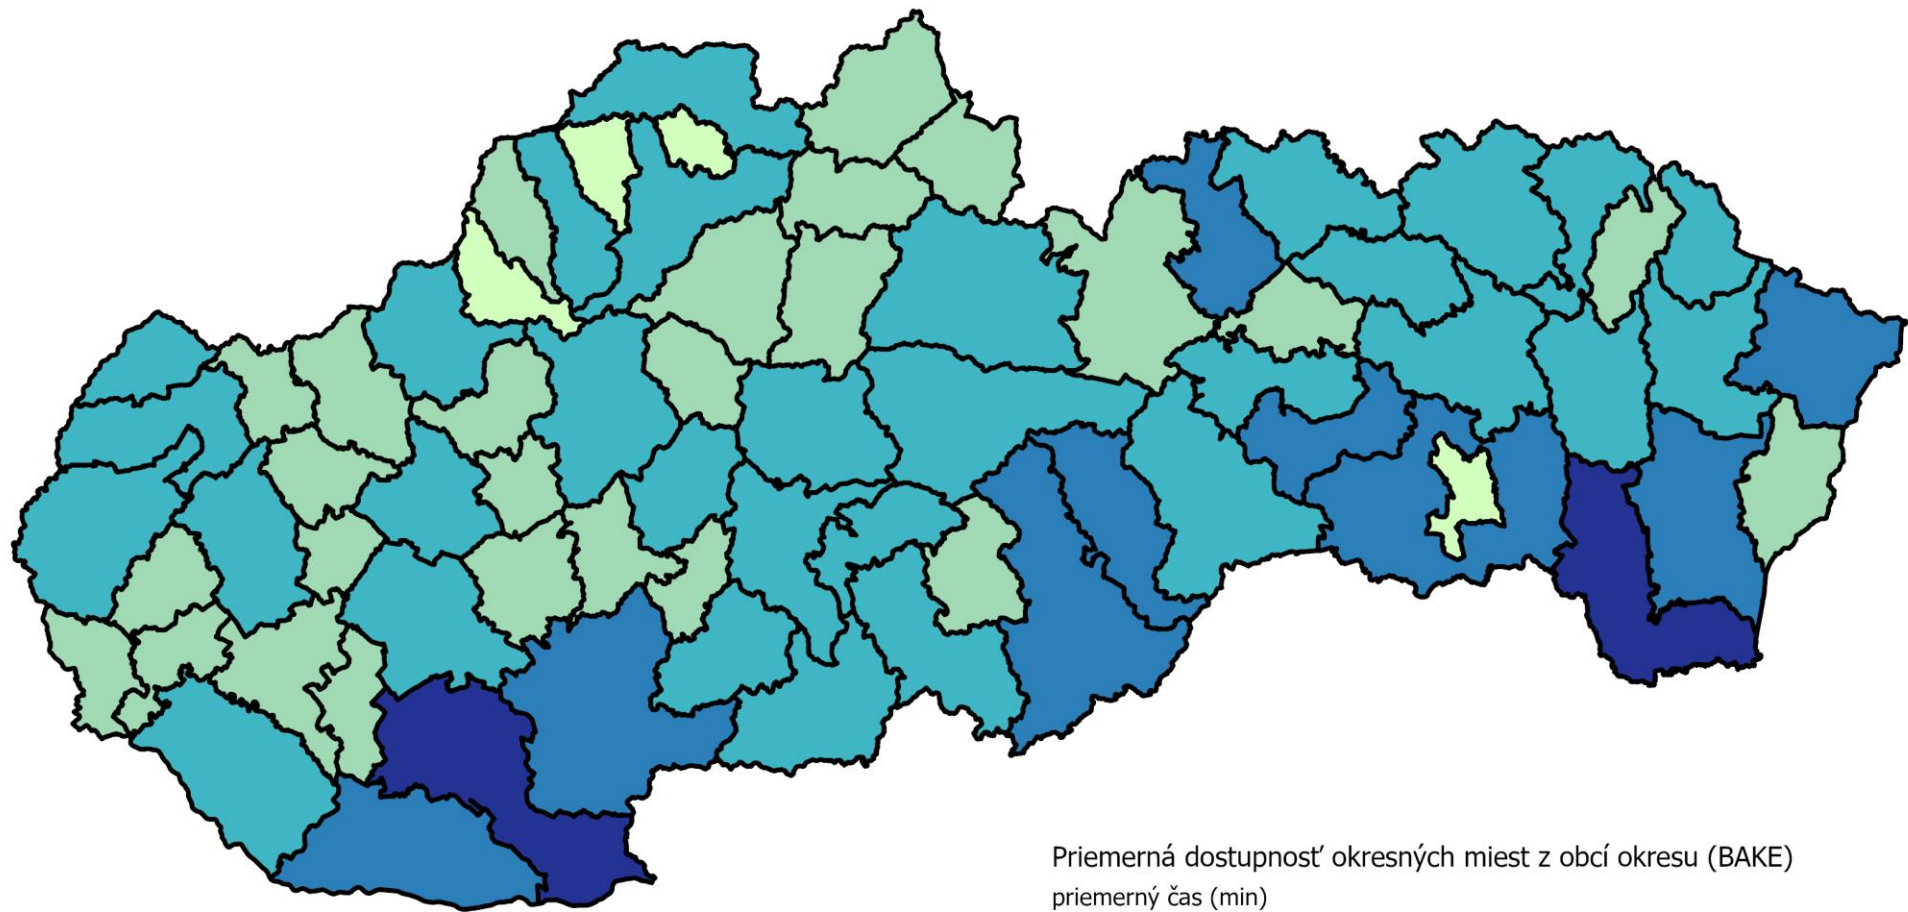 Priemerná dostupnosť okresných miest z obcí okresu (BAKE)
priemerný čas (min)